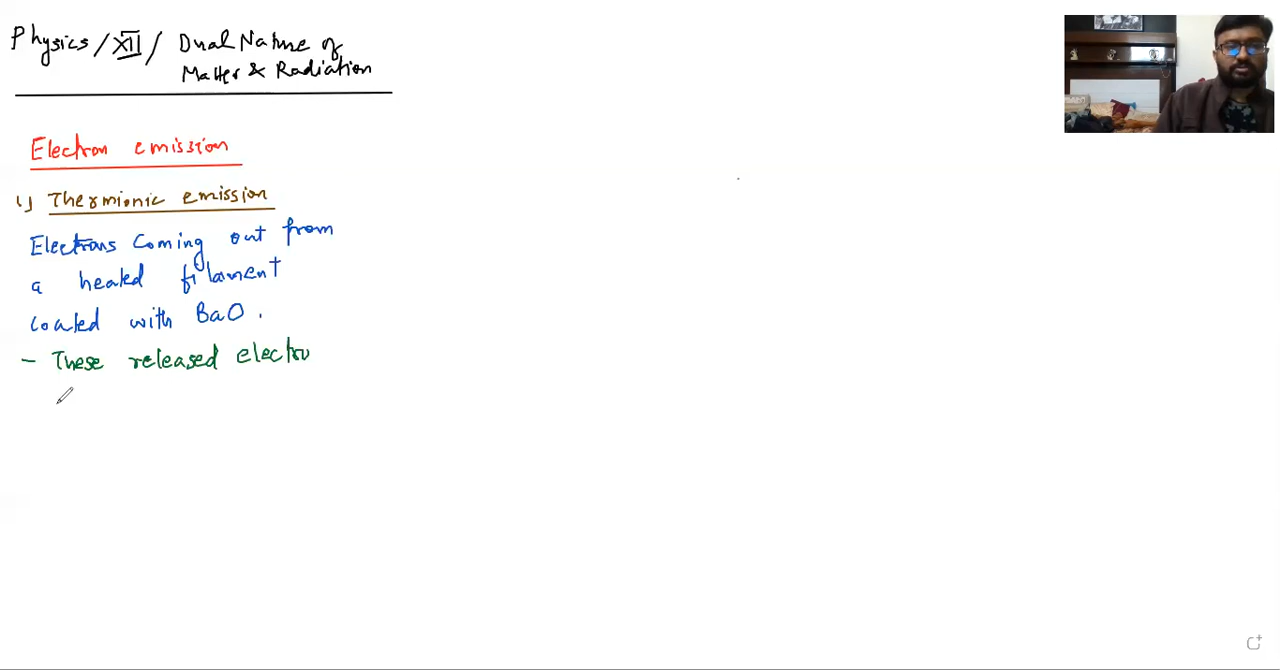 Physics / XII / Dual Nature of
Matter & Radiation
Electron emission
1) Thermionic emission
Electrons coming out from
a heated filament
coated with BaO.
- These released electro